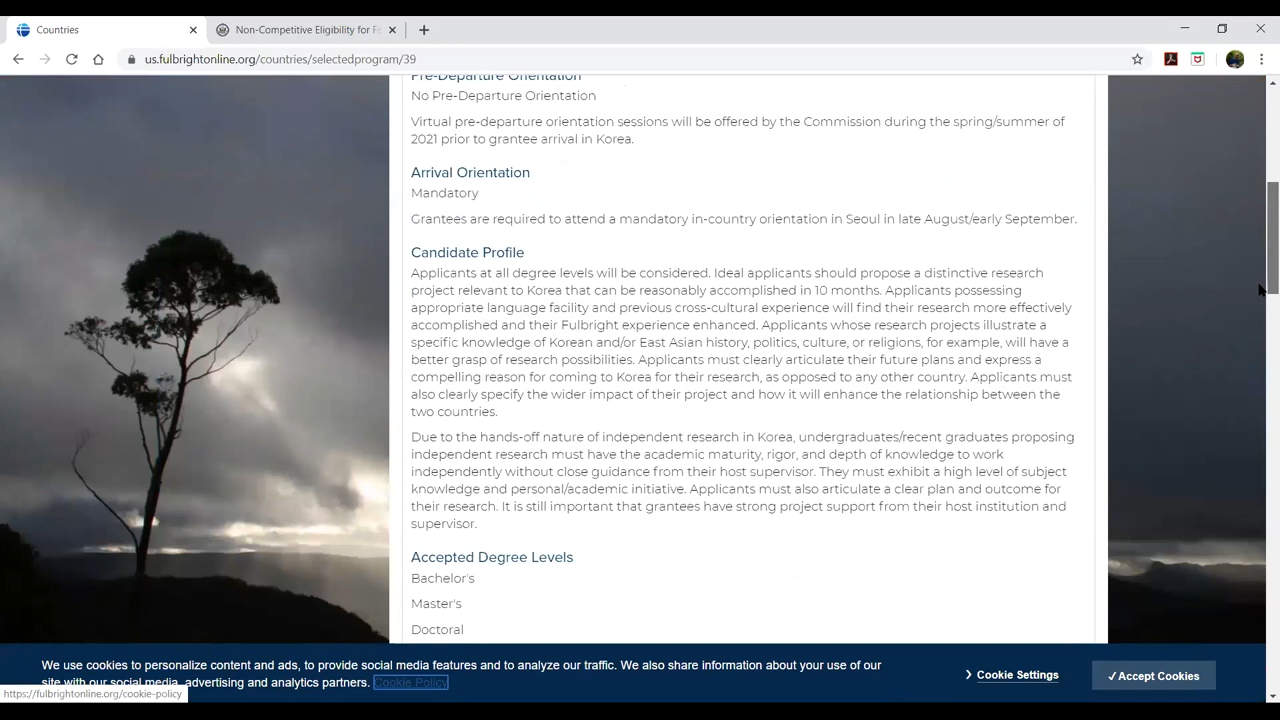 Countries
Non-Competitive Eligibility for Fe
us.fulbrightonline.org/countries/selectedprogram/39
Pre-Departure Orientation
No Pre-Departure Orientation
Virtual pre-departure orientation sessions will be offered by the Commission during the spring/summer of
2021 prior to grantee arrival in Korea.
Arrival Orientation
Mandatory
Grantees are required to attend a mandatory in-country orientation in Seoul in late August/early September.
Candidate Profile
Applicants at all degree levels will be considered. Ideal applicants should propose a distinctive research
project relevant to Korea that can be reasonably accomplished in 10 months. Applicants possessing
appropriate language facility and previous cross-cultural experience will find their research more effectively
accomplished and their Fulbright experience enhanced. Applicants whose research projects illustrate a
specific knowledge of Korean and/or East Asian history, politics, culture, or religions, for example, will have a
better grasp of research possibilities. Applicants must clearly articulate their future plans and express a
compelling reason for coming to Korea for their research, as opposed to any other country. Applicants must
also clearly specify the wider impact of their project and how it will enhance the relationship between the
two countries.
Due to the hands-off nature of independent research in Korea, undergraduates/recent graduates proposing
independent research must have the academic maturity, rigor, and depth of knowledge to work
independently without close guidance from their host supervisor. They must exhibit a high level of subject
knowledge and personal/academic initiative. Applicants must also articulate a clear plan and outcome for
their research. It is still important that grantees have strong project support from their host institution and
supervisor.
Accepted Degree Levels
Bachelor's
Master's
Doctoral
We use cookies to personalize content and ads, to provide social media features and to analyze our traffic. We also share information about your use of our
site with our social media, advertising and analytics partners. Cookie Policy
Cookie Settings
✓Accept Cookies
https://fulbrightonline.org/cookie-policy